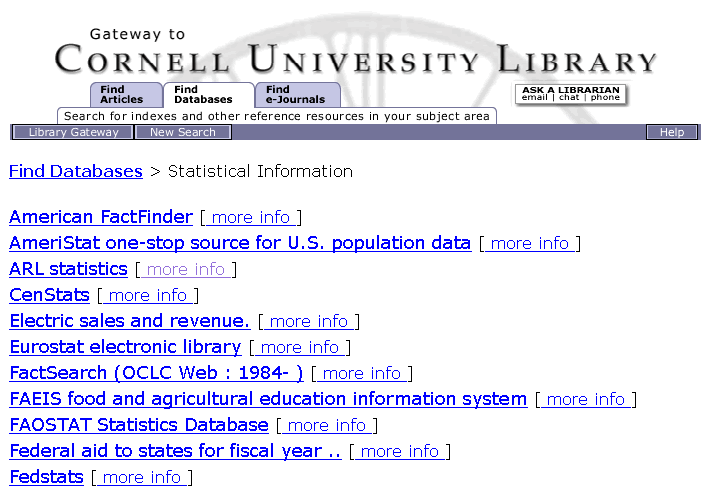 Gateway to
CORNELL UNIVERSITY LIBRARY
Find Articles
Find Databases
Find e-Journals
ASK A LIBRARIAN
email | chat | phone
Search for indexes and other reference resources in your subject area
Library Gateway New Search Help
Find Databases > Statistical Information
American FactFinder [ more info ]
AmeriStat one-stop source for U.S. population data [ more info ]
ARL statistics [ more info ]
CenStats [ more info ]
Electric sales and revenue. [ more info ]
Eurostat electronic library [ more info ]
FactSearch (OCLC Web : 1984- ) [ more info ]
FAEIS food and agricultural education information system [ more info ]
FAOSTAT Statistics Database [ more info ]
Federal aid to states for fiscal year .. [ more info ]
Fedstats [ more info ]